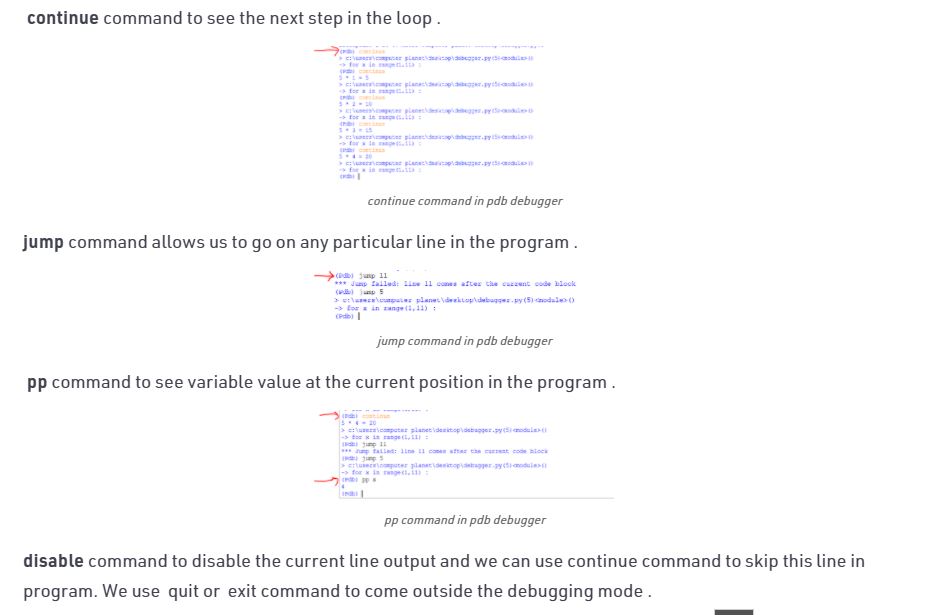 continue command to see the next step in the loop .
(Pdb) continue
> c:\users\computer planet\desktop\debugger.py(5)<module>()
-> for x in range(1,11) :
(Pdb) continue
5 * 1 = 5
> c:\users\computer planet\desktop\debugger.py(5)<module>()
-> for x in range(1,11) :
(Pdb) continue
5 * 2 = 10
> c:\users\computer planet\desktop\debugger.py(5)<module>()
-> for x in range(1,11) :
(Pdb) continue
5 * 3 = 15
> c:\users\computer planet\desktop\debugger.py(5)<module>()
-> for x in range(1,11) :
(Pdb) continue
5 * 4 = 20
> c:\users\computer planet\desktop\debugger.py(5)<module>()
-> for x in range(1,11) :
(Pdb)
continue command in pdb debugger
jump command allows us to go on any particular line in the program .
(Pdb) jump 11
*** Jump failed: line 11 comes after the current code block
(Pdb) jump 5
> c:\users\computer planet\desktop\debugger.py(5)<module>()
-> for x in range(1,11) :
(Pdb)
jump command in pdb debugger
pp command to see variable value at the current position in the program .
(Pdb) continue
5 * 4 = 20
> c:\users\computer planet\desktop\debugger.py(5)<module>()
-> for x in range(1,11) :
(Pdb) jump 11
*** Jump failed: line 11 comes after the current code block
(Pdb) jump 5
> c:\users\computer planet\desktop\debugger.py(5)<module>()
-> for x in range(1,11) :
(Pdb) pp x
4
(Pdb)
pp command in pdb debugger
disable command to disable the current line output and we can use continue command to skip this line in
program. We use quit or exit command to come outside the debugging mode .